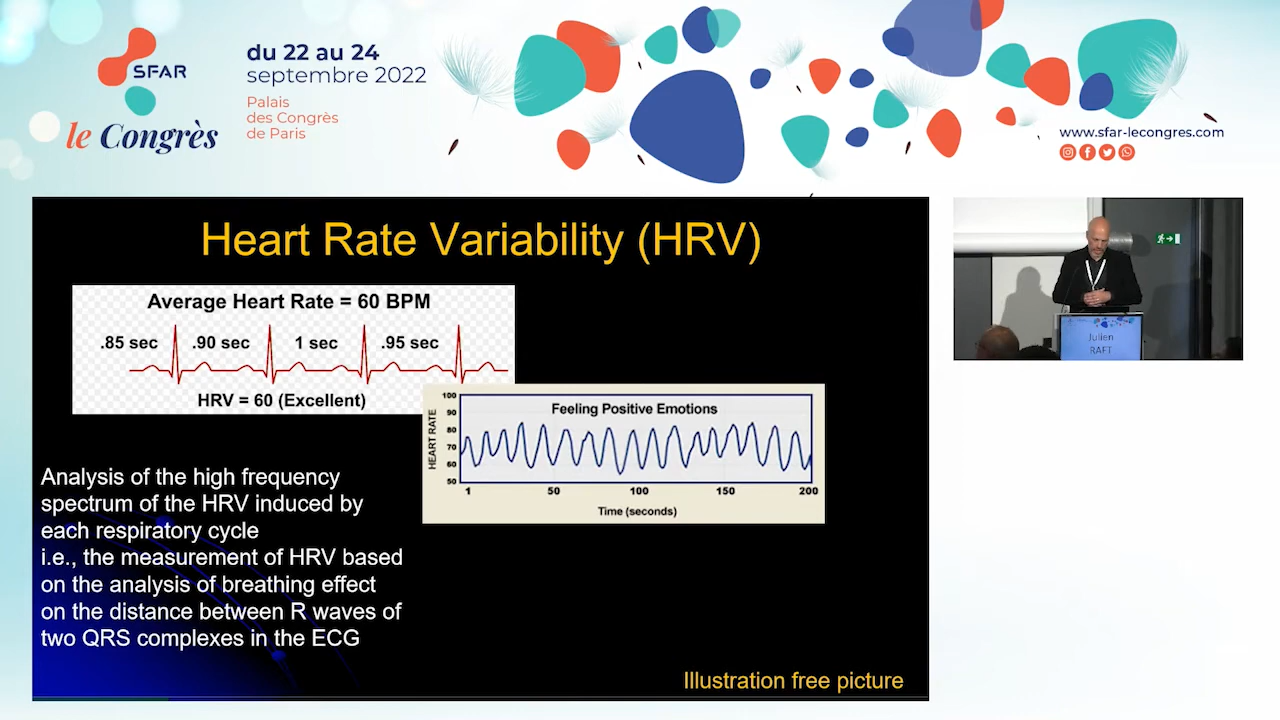 SFAR
le Congrès
du 22 au 24
septembre 2022
Palais
des Congrès
de Paris
www.sfar-lecongres.com
Heart Rate Variability (HRV)
Average Heart Rate = 60 BPM
.85 sec .90 sec 1 sec .95 sec
HRV = 60 (Excellent)
Feeling Positive Emotions
HEART RATE
100
90
80
70
60
50
1 50 100 150 200
Time (seconds)
Analysis of the high frequency
spectrum of the HRV induced by
each respiratory cycle
i.e., the measurement of HRV based
on the analysis of breathing effect
on the distance between R waves of
two QRS complexes in the ECG
Illustration free picture
Julien
RAFT